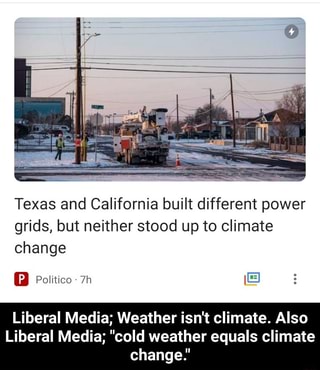 Texas and California built different power
grids, but neither stood up to climate
change
P Politico · 7h
Liberal Media; Weather isn't climate. Also
Liberal Media; "cold weather equals climate
change."